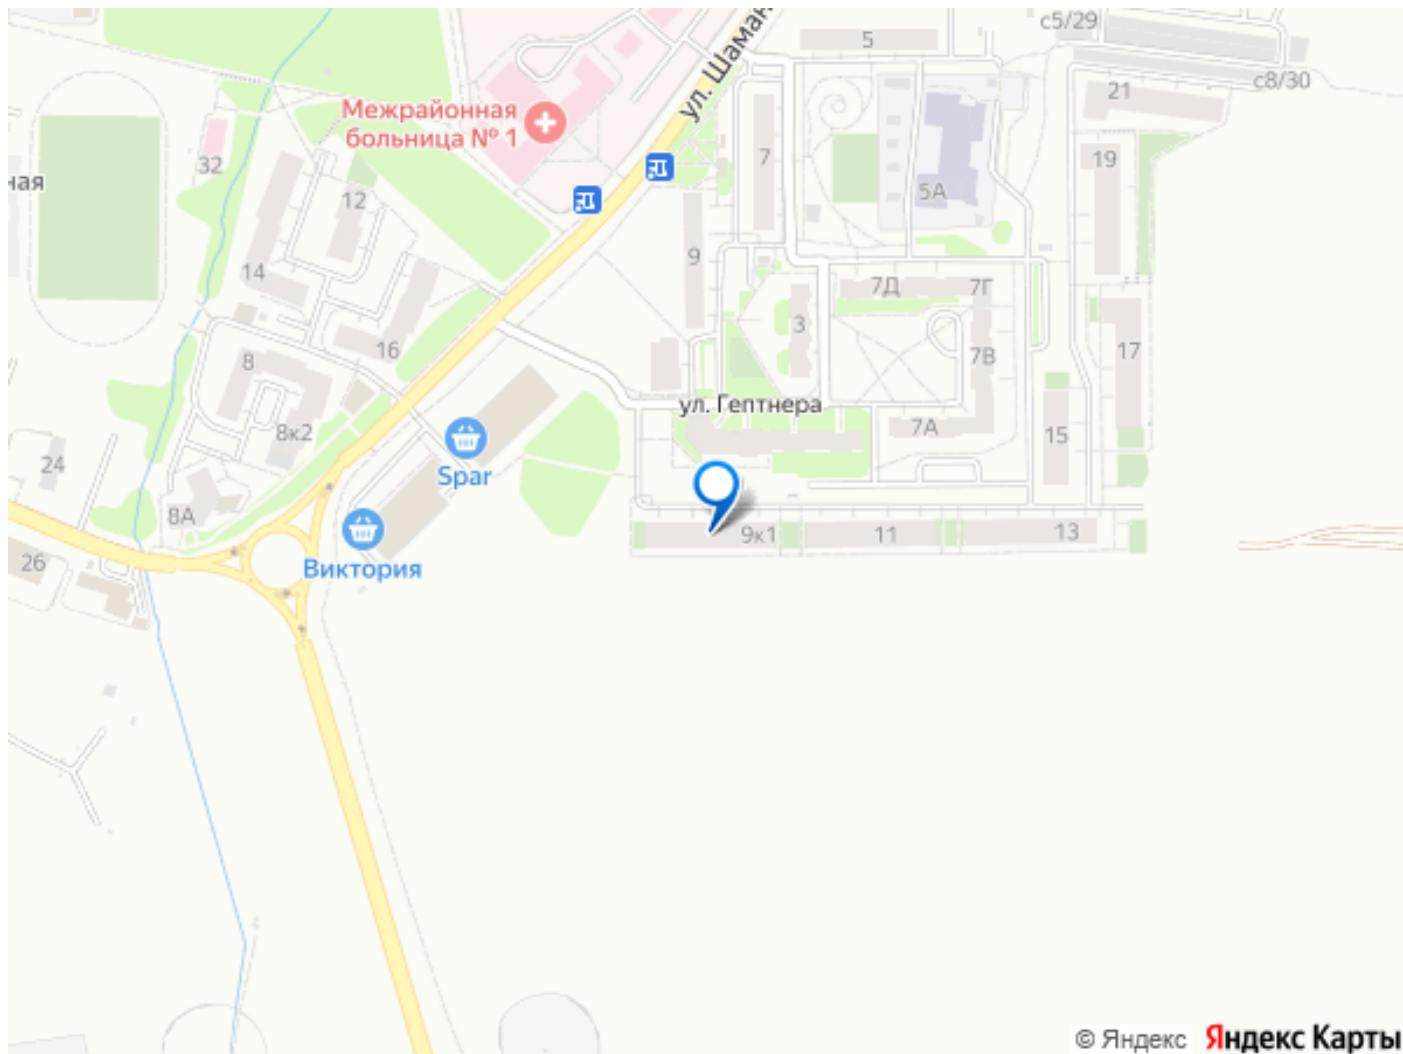 с5/29
5
ул. Шаман
с8/30
21
Межрайонная
больница № 1
7
19
32
ная
12
5А
9
14
7Д
7Г
3
16
8
7В
17
ул. Гептнера
8к2
7А
15
Spar
24
8А
9к1
11
13
26
Виктория
© Яндекс
Яндекс Карты